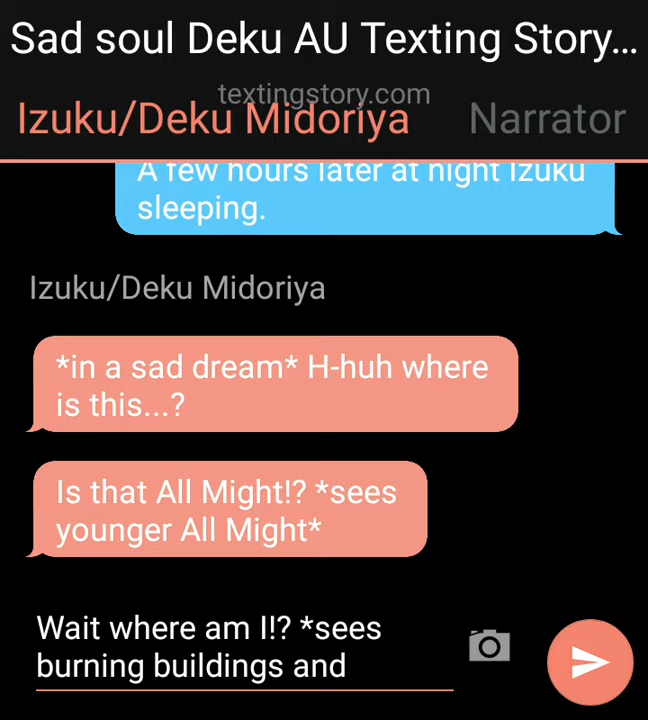 Sad soul Deku AU Texting Story...
textingstory.com
Izuku/Deku Midoriya
Narrator
A few hours later at night Izuku
sleeping.
Izuku/Deku Midoriya
*in a sad dream* H-huh where
is this...?
Is that All Might!? *sees
younger All Might*
Wait where am I!? *sees
burning buildings and